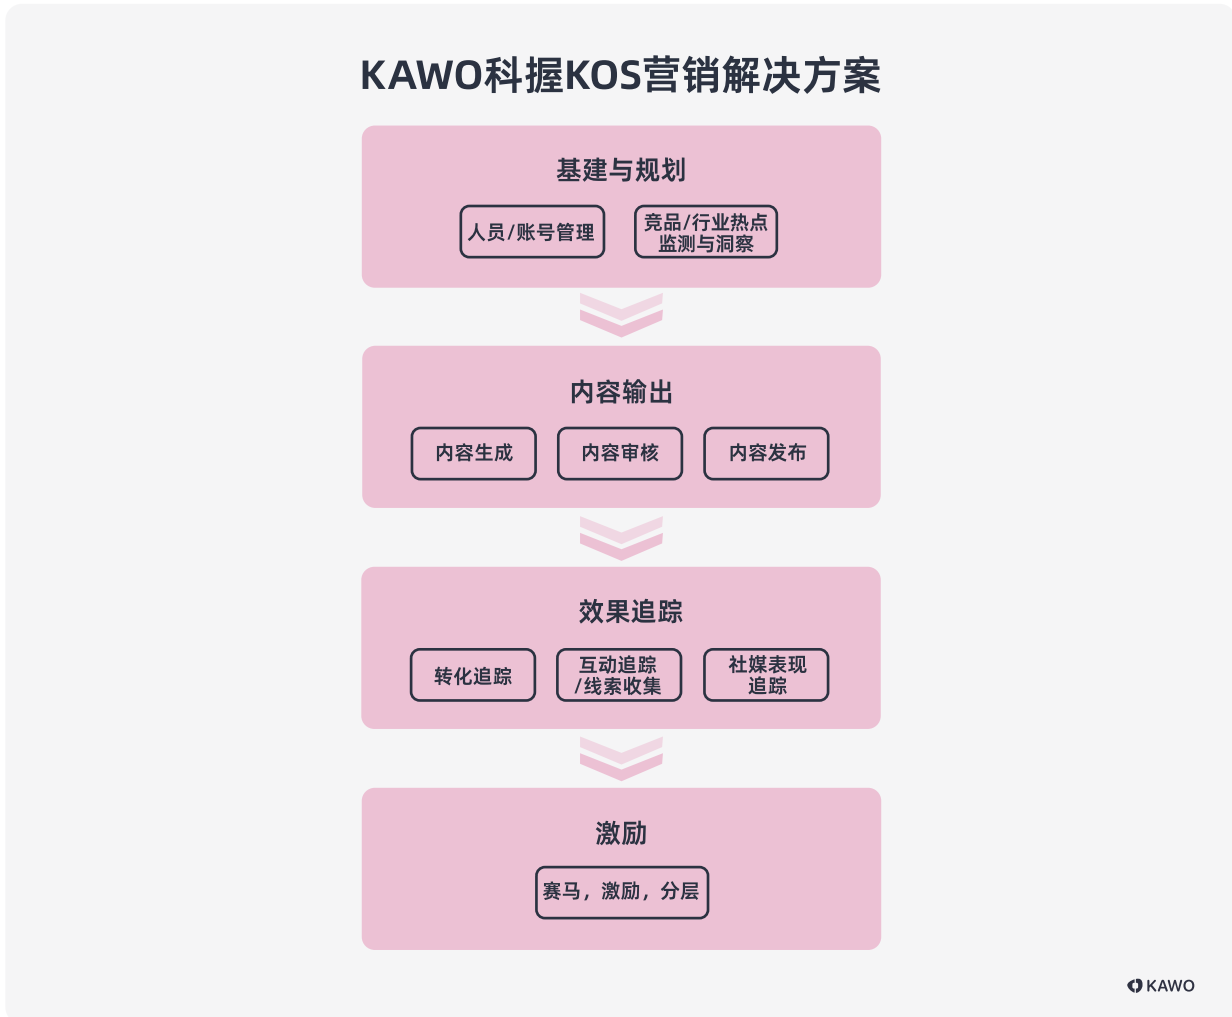 KAWO科握KOS营销解决方案
基建与规划
人员/账号管理
竞品/行业热点
监测与洞察
内容输出
内容生成
内容审核
内容发布
效果追踪
转化追踪
互动追踪
/线索收集
社媒表现
追踪
激励
赛马，激励，分层
KAWO